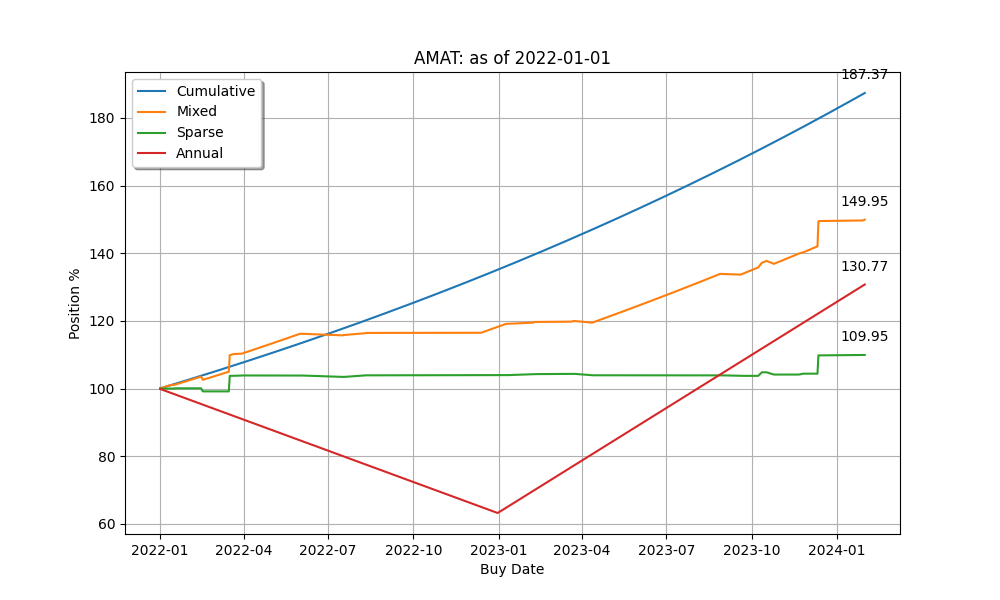 AMAT: as of 2022-01-01
187.37
Cumulative
Mixed
Sparse
Annual
180
160
140
120
100
80
60
149.95
130.77
109.95
Position %
2022-01
2022-04
2022-07
2022-10
2023-01
2023-04
2023-07
2023-10
2024-01
Buy Date